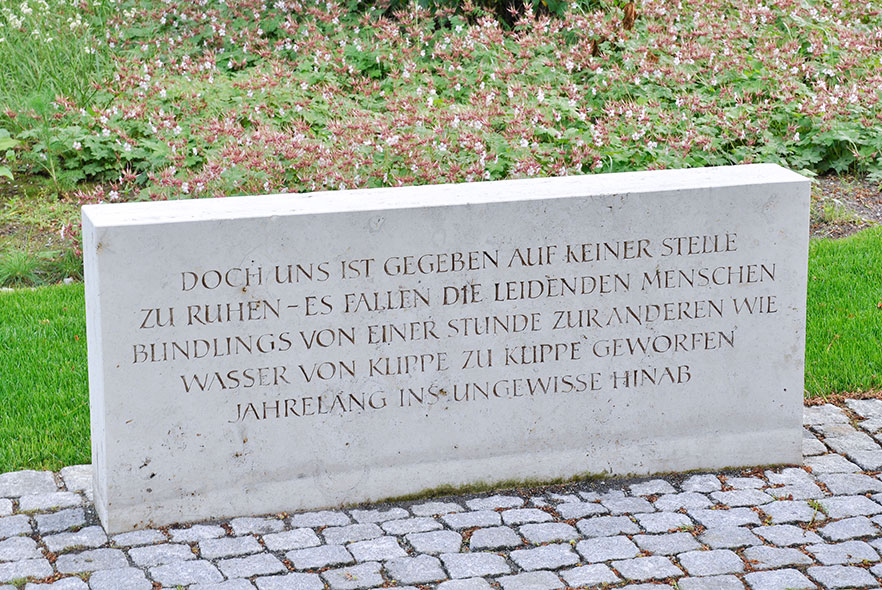 DOCH UNS IST GEGEBEN AUF KEINER STELLE
ZU RUHEN – ES FALLEN DIE LEIDENDEN MENSCHEN
BLINDLINGS VON EINER STUNDE ZUR ANDEREN WIE
WASSER VON KLIPPE ZU KLIPPE GEWORFEN
JAHRELANG INS UNGEWISSE HINAB